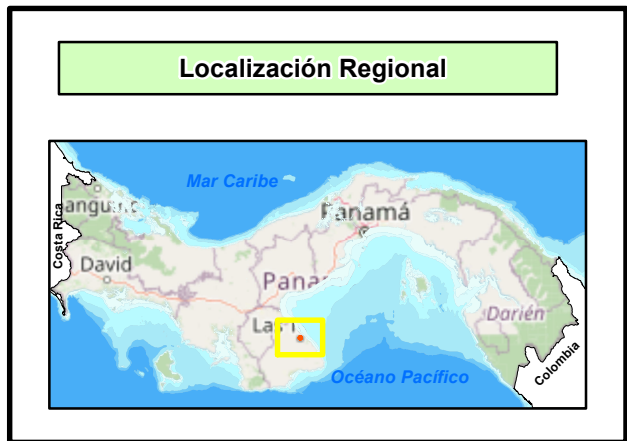 Localización Regional
Mar Caribe
Costa Rica
Panamá
David
Darién
Colombia
Océano Pacífico